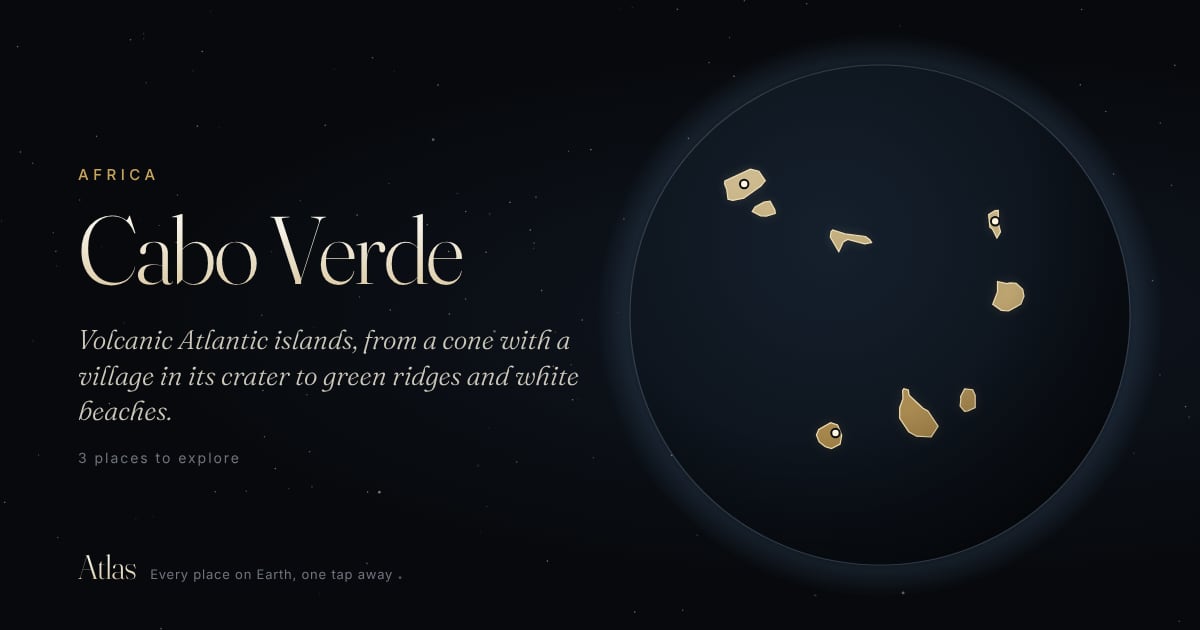 AFRICA
Cabo Verde
Volcanic Atlantic islands, from a cone with a
village in its crater to green ridges and white
beaches.
3 places to explore
Atlas Every place on Earth, one tap away .